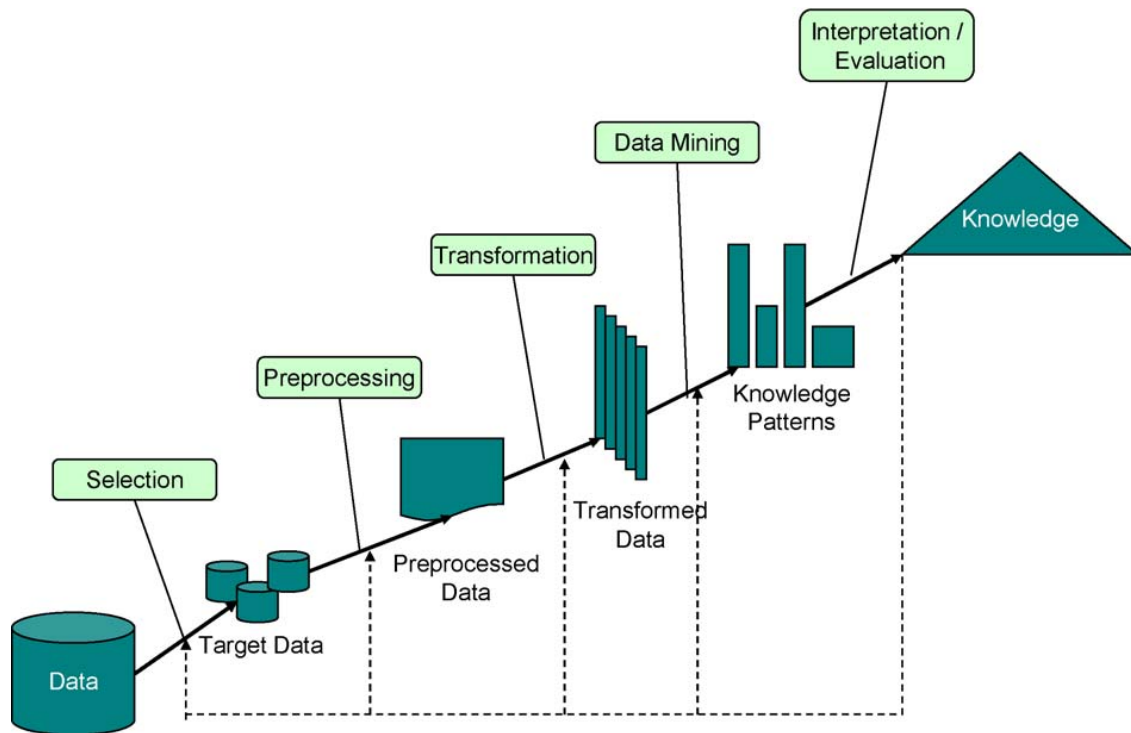 Interpretation /
Evaluation
Data Mining
Knowledge
Transformation
Preprocessing
Knowledge
Patterns
Selection
Transformed
Data
Preprocessed
Data
Target Data
Data